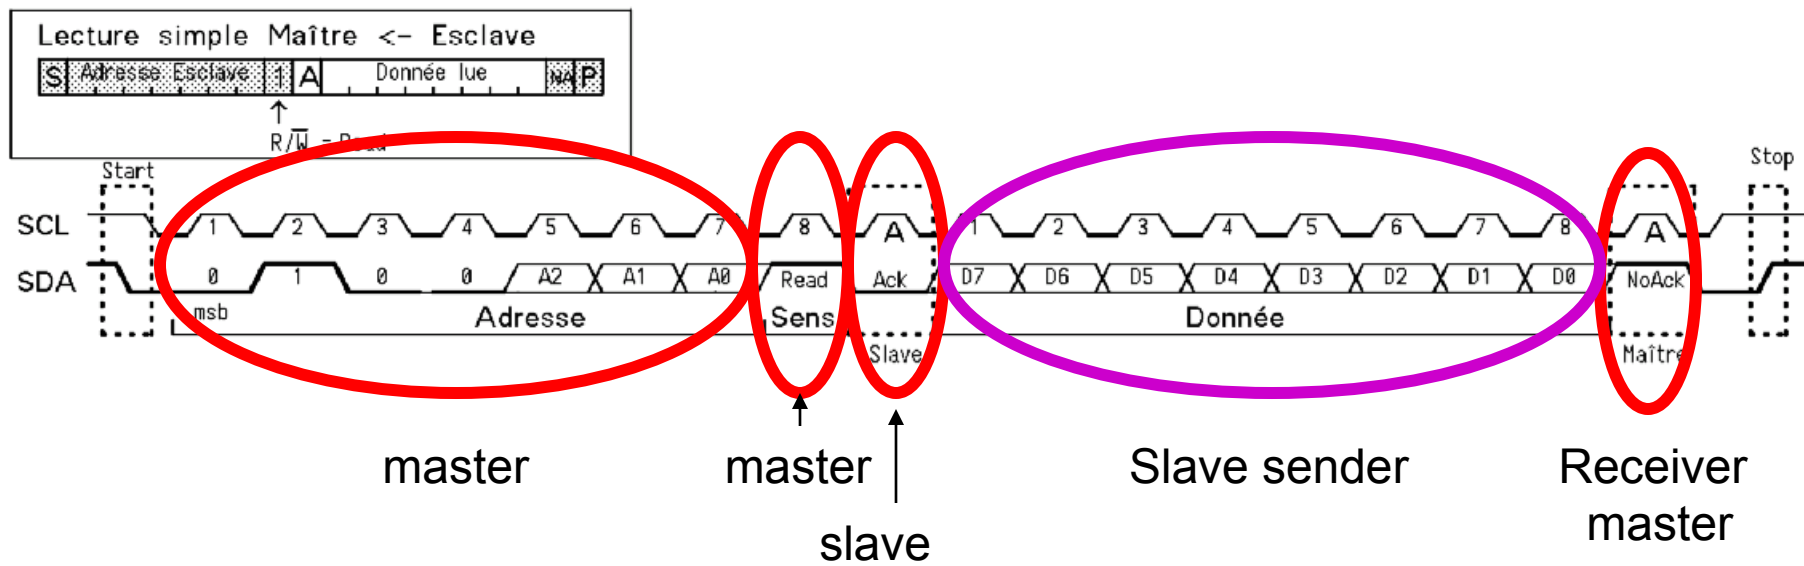 Lecture simple Maître <- Esclave
S Adresse Esclave 1 A Donnée lue NA P
R/W̅ = Read
Start Stop
SCL 1 2 3 4 5 6 7 8 A 1 2 3 4 5 6 7 8 A
SDA 0 1 0 0 A2 A1 A0 Read Ack D7 D6 D5 D4 D3 D2 D1 D0 NoAck
msb Adresse Sens Donnée
Slave Maître
master master Slave sender Receiver
master
slave